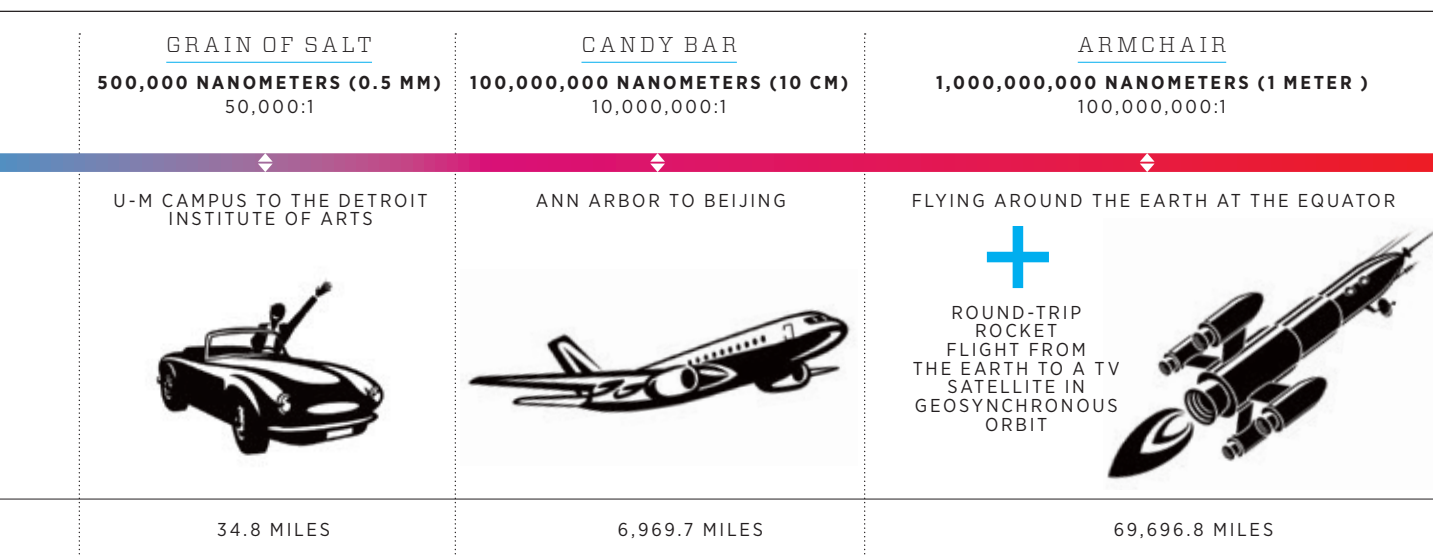 GRAIN OF SALT
500,000 NANOMETERS (0.5 MM)
50,000:1
U-M CAMPUS TO THE DETROIT
INSTITUTE OF ARTS
34.8 MILES
CANDY BAR
100,000,000 NANOMETERS (10 CM)
10,000,000:1
ANN ARBOR TO BEIJING
6,969.7 MILES
ARMCHAIR
1,000,000,000 NANOMETERS (1 METER )
100,000,000:1
FLYING AROUND THE EARTH AT THE EQUATOR
+
ROUND-TRIP
ROCKET
FLIGHT FROM
THE EARTH TO A TV
SATELLITE IN
GEOSYNCHRONOUS
ORBIT
69,696.8 MILES